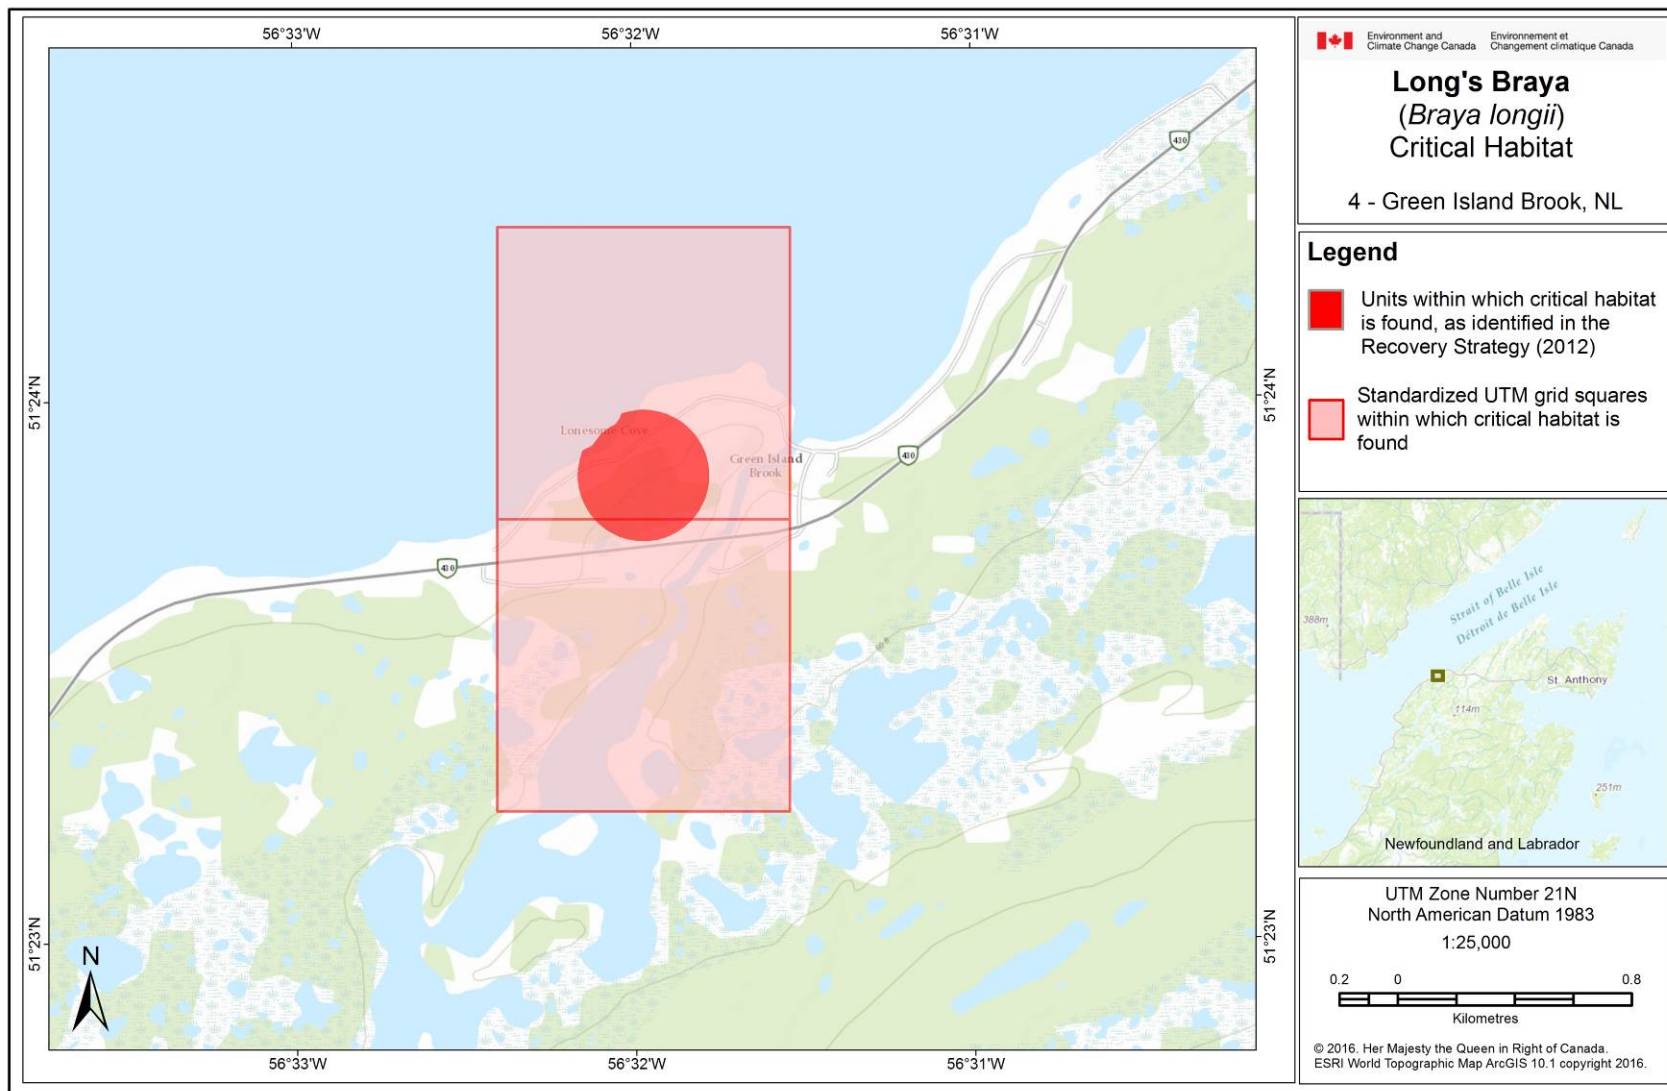 56°33'W
56°32'W
56°31'W
51°24'N
51°24'N
51°23'N
51°23'N
56°33'W
56°32'W
56°31'W
430
430
430
Lonesome Cove
Green Island
Brook
N
Environment and
Climate Change Canada
Environnement et
Changement climatique Canada
Long's Braya
(Braya longii)
Critical Habitat
4 - Green Island Brook, NL
Legend
Units within which critical habitat
is found, as identified in the
Recovery Strategy (2012)
Standardized UTM grid squares
within which critical habitat is
found
Strait of Belle Isle
Détroit de Belle Isle
388m
St. Anthony
114m
251m
Newfoundland and Labrador
UTM Zone Number 21N
North American Datum 1983
1:25,000
0.2 0 0.8
Kilometres
© 2016. Her Majesty the Queen in Right of Canada.
ESRI World Topographic Map ArcGIS 10.1 copyright 2016.